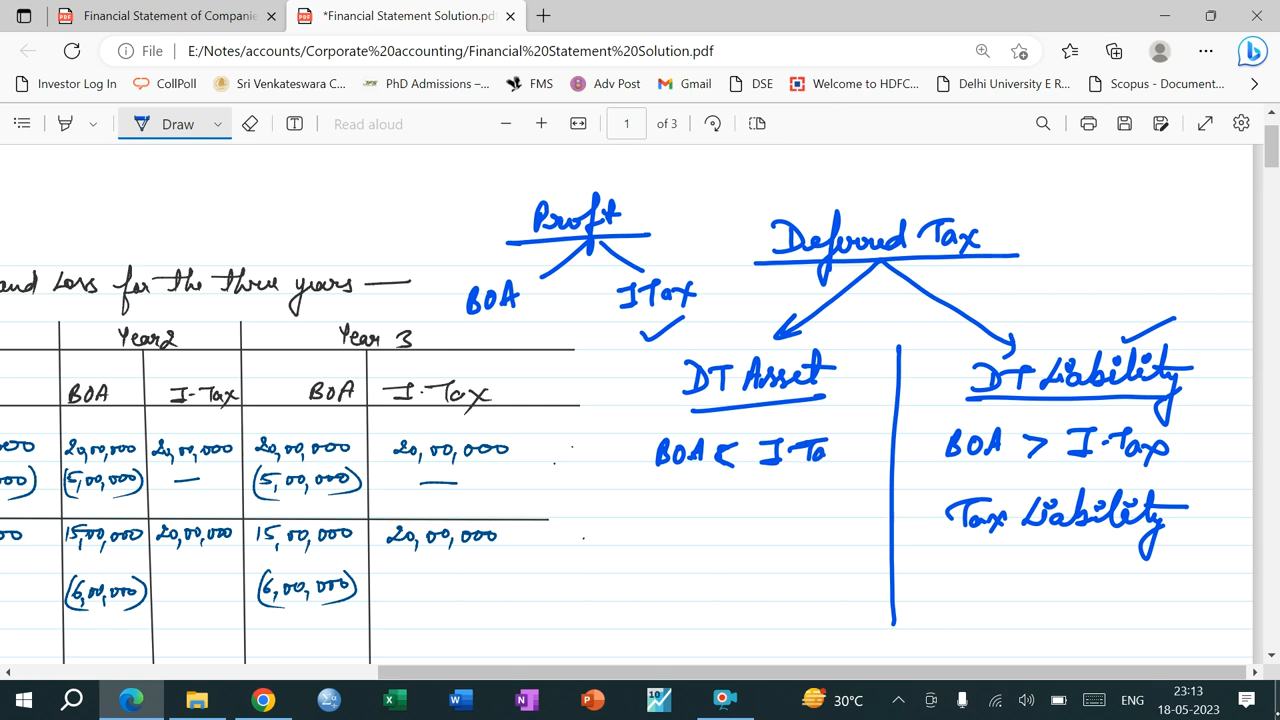 Financial Statement of Companie
*Financial Statement Solution.pdf
File E:/Notes/accounts/Corporate%20accounting/Financial%20Statement%20Solution.pdf
Investor Log In CollPoll Sri Venkateswara C... PhD Admissions –... FMS Adv Post Gmail DSE Welcome to HDFC... Delhi University E R... Scopus - Document...
Draw Read aloud 1 of 3
Profit
BOA I Tax
Deferred Tax
DT Asset DT Liability
BOA < I-Ta BOA > I-Tax
Tax Liability
and Loss for the three years —
Year 2 Year 3
BOA I-Tax BOA I-Tax
000 20,00,000 20,00,000 20,00,000 20,00,000
000) (5,00,000) — (5,00,000) —
00 15,00,000 20,00,000 15,00,000 20,00,000
(6,00,000) (6,00,000)
30°C ENG 23:13
18-05-2023